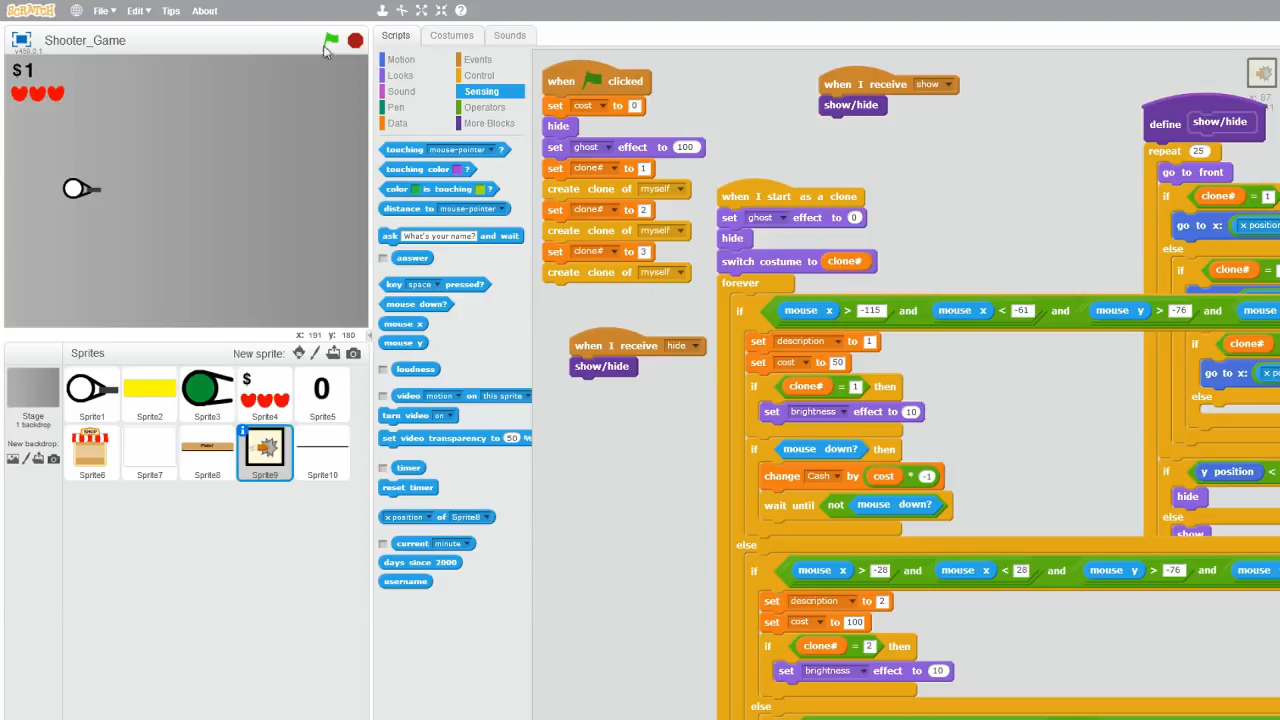 SCRATCH File Edit Tips About
Shooter_Game
v458.0.1
Scripts Costumes Sounds
$1
Motion Events
Looks Control
Sound Sensing
Pen Operators
Data More Blocks
touching mouse-pointer ?
touching color ?
color is touching ?
distance to mouse-pointer
ask What's your name? and wait
answer
key space pressed?
mouse down?
mouse x
mouse y
loudness
video motion on this sprite
turn video on
set video transparency to 50 %
timer
reset timer
x position of Sprite8
current minute
days since 2000
username
x: 191 y: 180
Sprites New sprite:
Stage
1 backdrop
New backdrop:
Sprite1 Sprite2 Sprite3 Sprite4 Sprite5
$
0
SHOP
Sprite6 Sprite7 Sprite8 Sprite9 Sprite10
when clicked
set cost to 0
hide
set ghost effect to 100
set clone# to 1
create clone of myself
set clone# to 2
create clone of myself
set clone# to 3
create clone of myself
when I receive hide
show/hide
when I receive show
show/hide
when I start as a clone
set ghost effect to 0
hide
switch costume to clone#
forever
if mouse x > -115 and mouse x < -61 and mouse y > -76 and mouse
set description to 1
set cost to 50
if clone# = 1 then
set brightness effect to 10
if mouse down? then
change Cash by cost * -1
wait until not mouse down?
else
if mouse x > -28 and mouse x < 28 and mouse y > -76 and mouse
set description to 2
set cost to 100
if clone# = 2 then
set brightness effect to 10
else
define show/hide
repeat 25
go to front
if clone# = 1
go to x: x position
else
if clone# =
if clone# =
go to x:
else
if y position <
hide
else
show